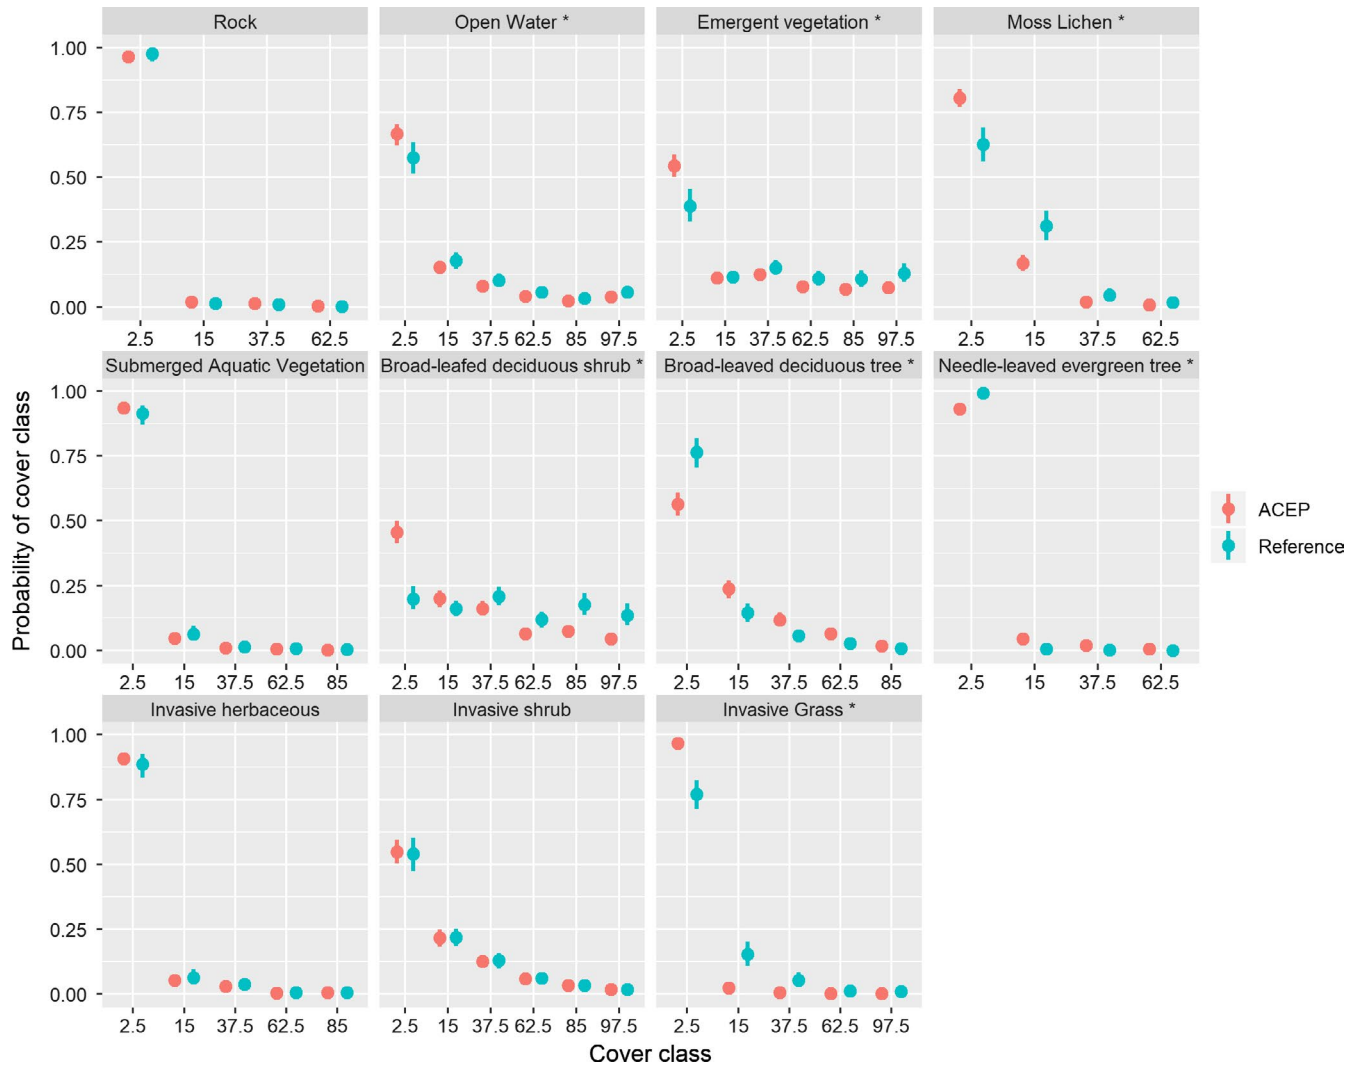 Rock
Open Water *
Emergent vegetation *
Moss Lichen *
1.00
0.75
0.50
0.25
0.00
2.5 15 37.5 62.5
2.5 15 37.5 62.5 85 97.5
2.5 15 37.5 62.5 85 97.5
2.5 15 37.5 62.5
Submerged Aquatic Vegetation
Broad-leafed deciduous shrub *
Broad-leaved deciduous tree *
Needle-leaved evergreen tree *
1.00
0.75
0.50
0.25
0.00
2.5 15 37.5 62.5 85
2.5 15 37.5 62.5 85 97.5
2.5 15 37.5 62.5 85
2.5 15 37.5 62.5
Invasive herbaceous
Invasive shrub
Invasive Grass *
1.00
0.75
0.50
0.25
0.00
2.5 15 37.5 62.5 85
2.5 15 37.5 62.5 85 97.5
2.5 15 37.5 62.5 97.5
Probability of cover class
Cover class
ACEP
Reference